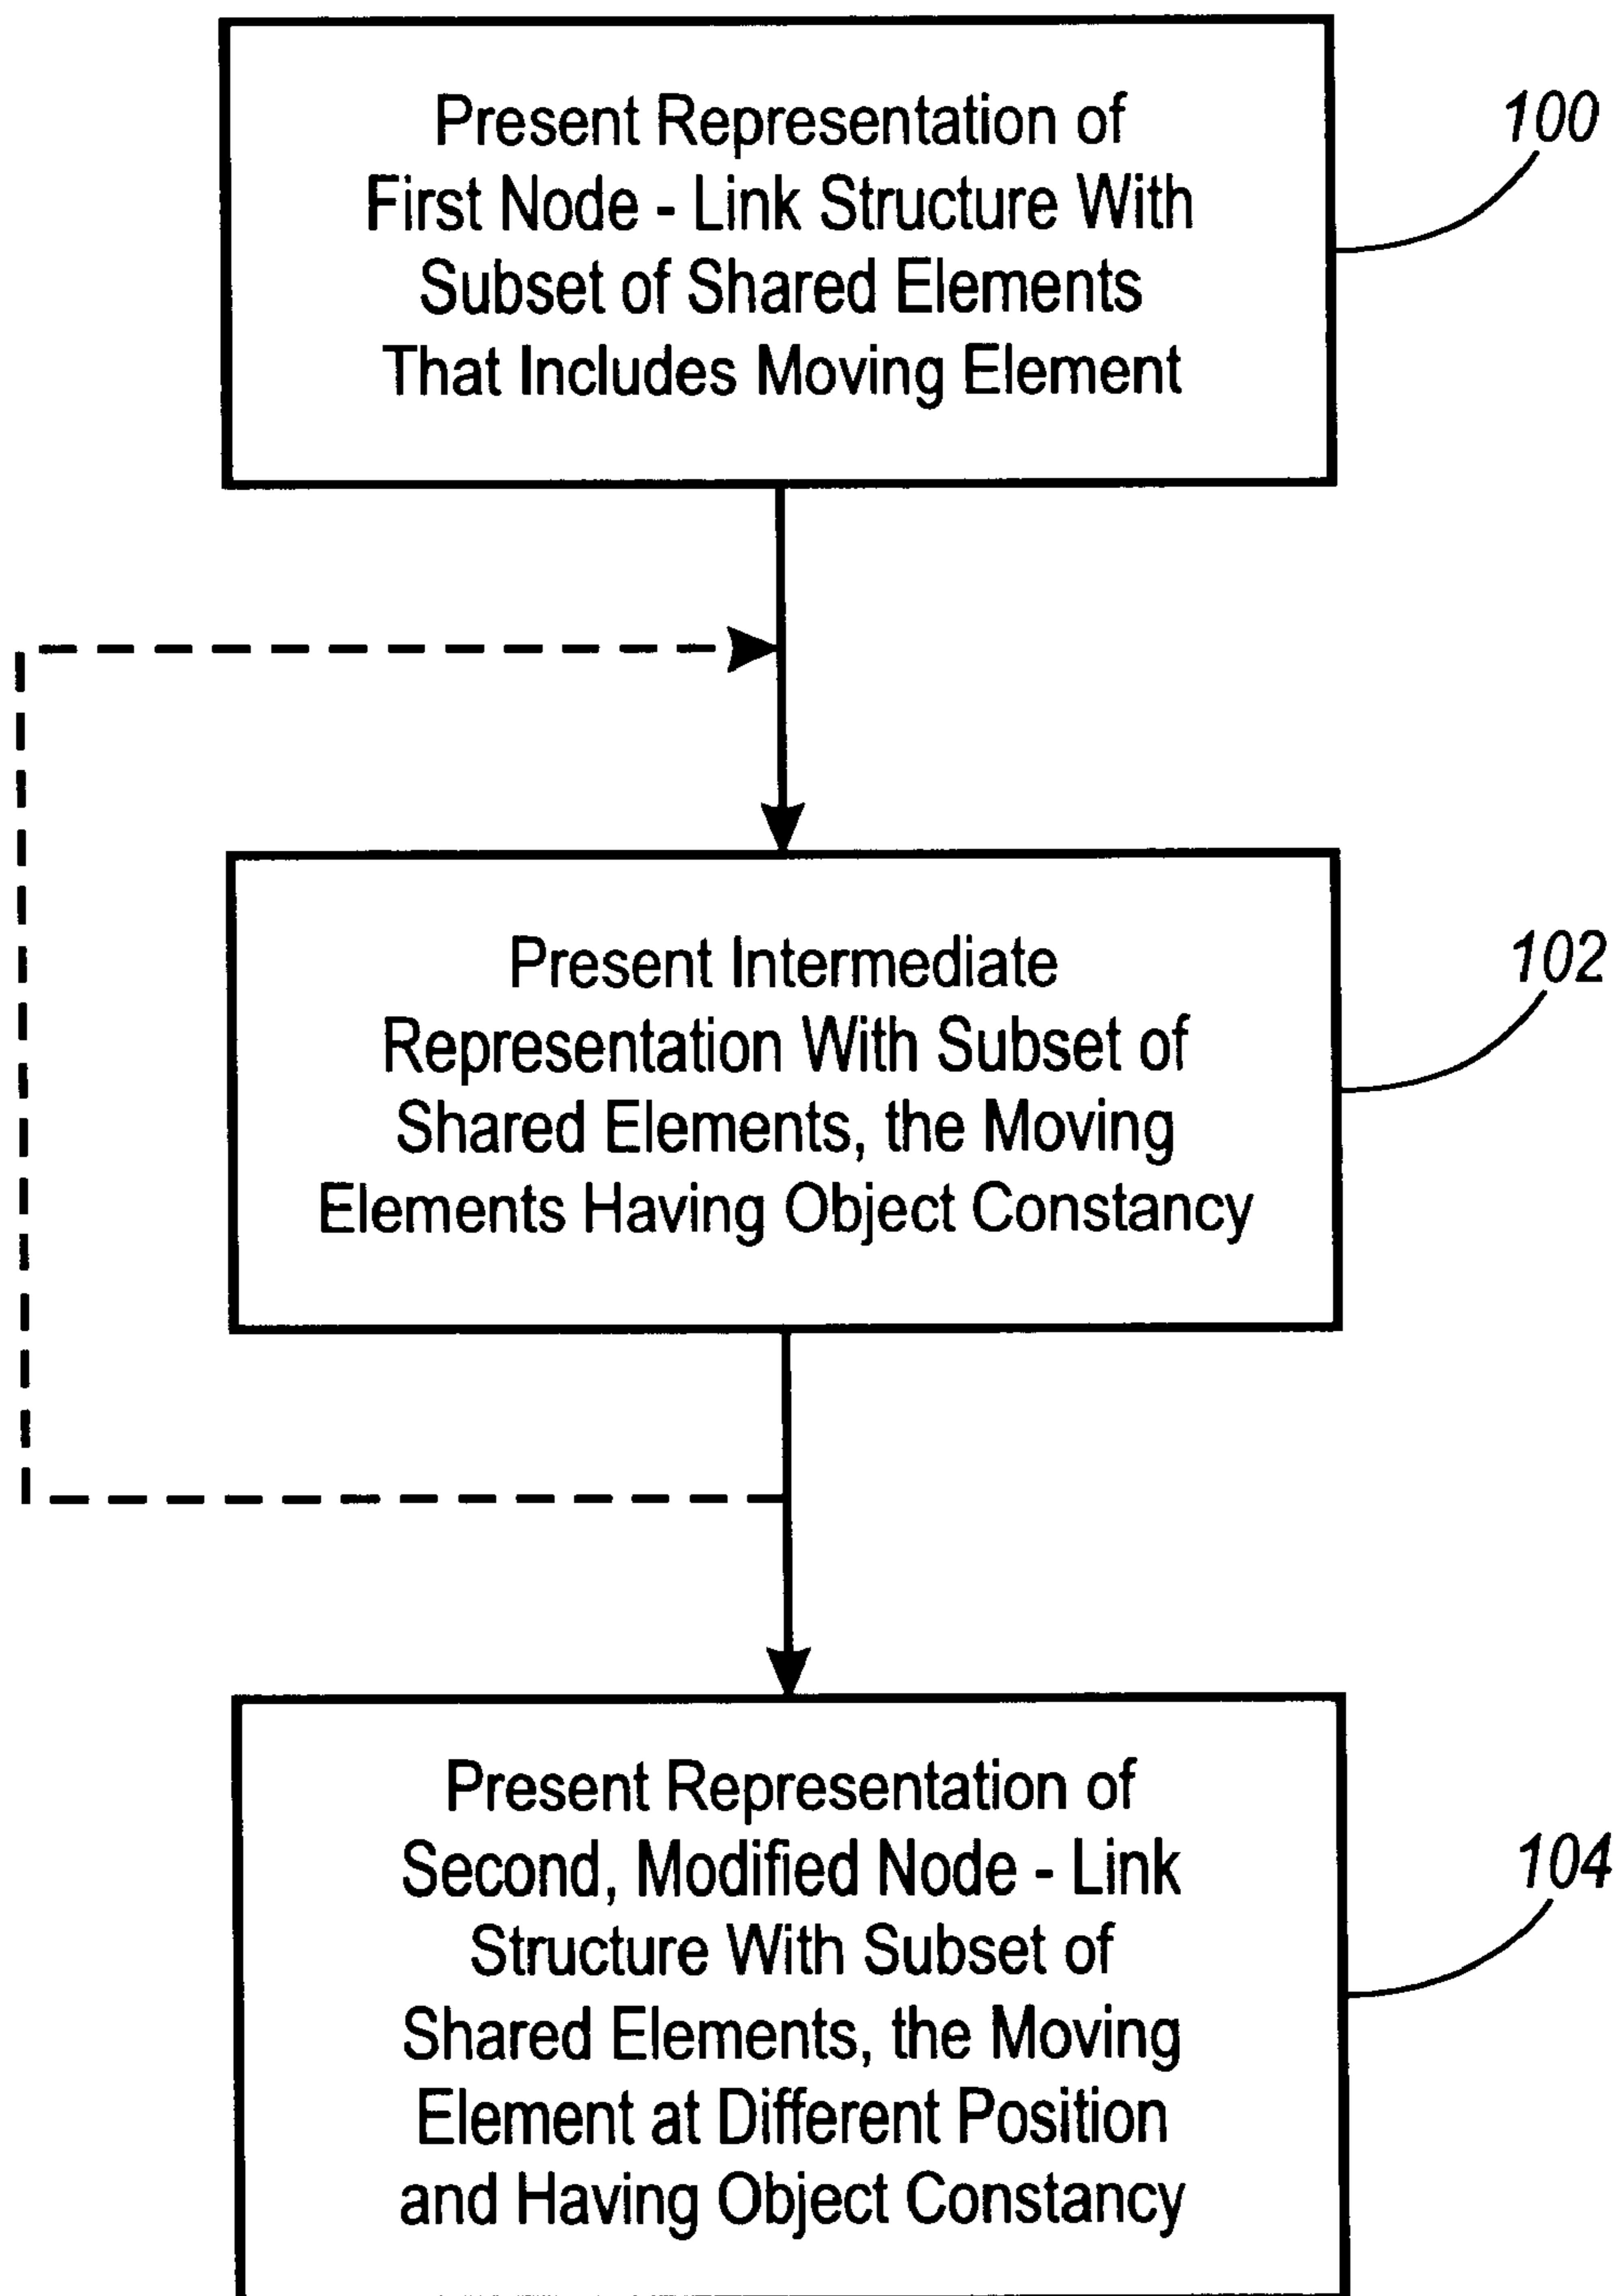 Present Representation of
First Node - Link Structure With
Subset of Shared Elements
That Includes Moving Element
100
Present Intermediate
Representation With Subset of
Shared Elements, the Moving
Elements Having Object Constancy
102
Present Representation of
Second, Modified Node - Link
Structure With Subset of
Shared Elements, the Moving
Element at Different Position
and Having Object Constancy
104